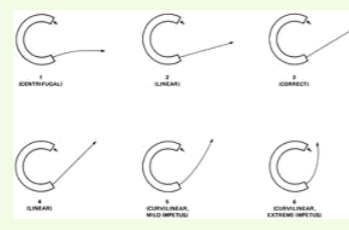 1
(CENTRIFUGAL)
2
(LINEAR)
3
(CORRECT)
4
(LINEAR)
5
(CURVILINEAR,
MILD IMPETUS)
6
(CURVILINEAR,
EXTREME IMPETUS)